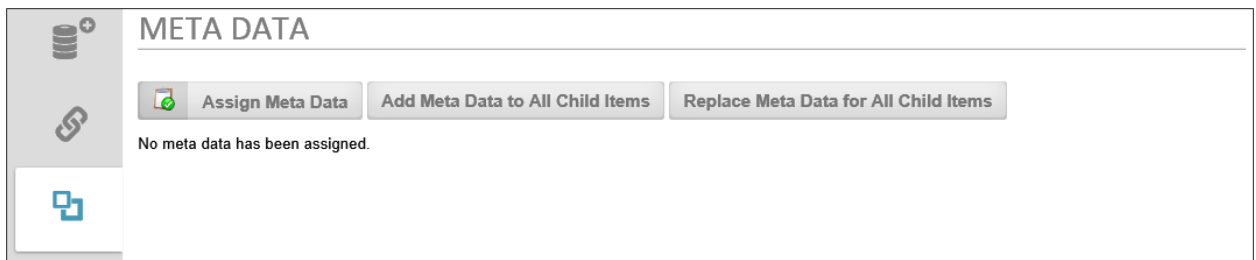 META DATA
Assign Meta Data Add Meta Data to All Child Items Replace Meta Data for All Child Items
No meta data has been assigned.